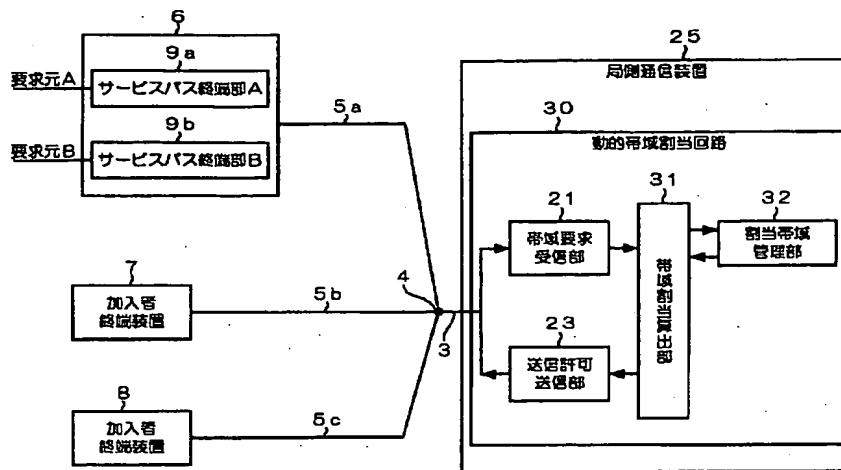 6
9a
要求元A
サービスパス終端部A
9b
要求元B
サービスパス終端部B
5a
25
局側通信装置
30
動的帯域割当回路
31
21
32
帯域要求
受信部
割当帯域
管理部
帯域割当算出部
7
加入者
終端装置
5b
4
3
23
送信許可
送信部
8
加入者
終端装置
5c